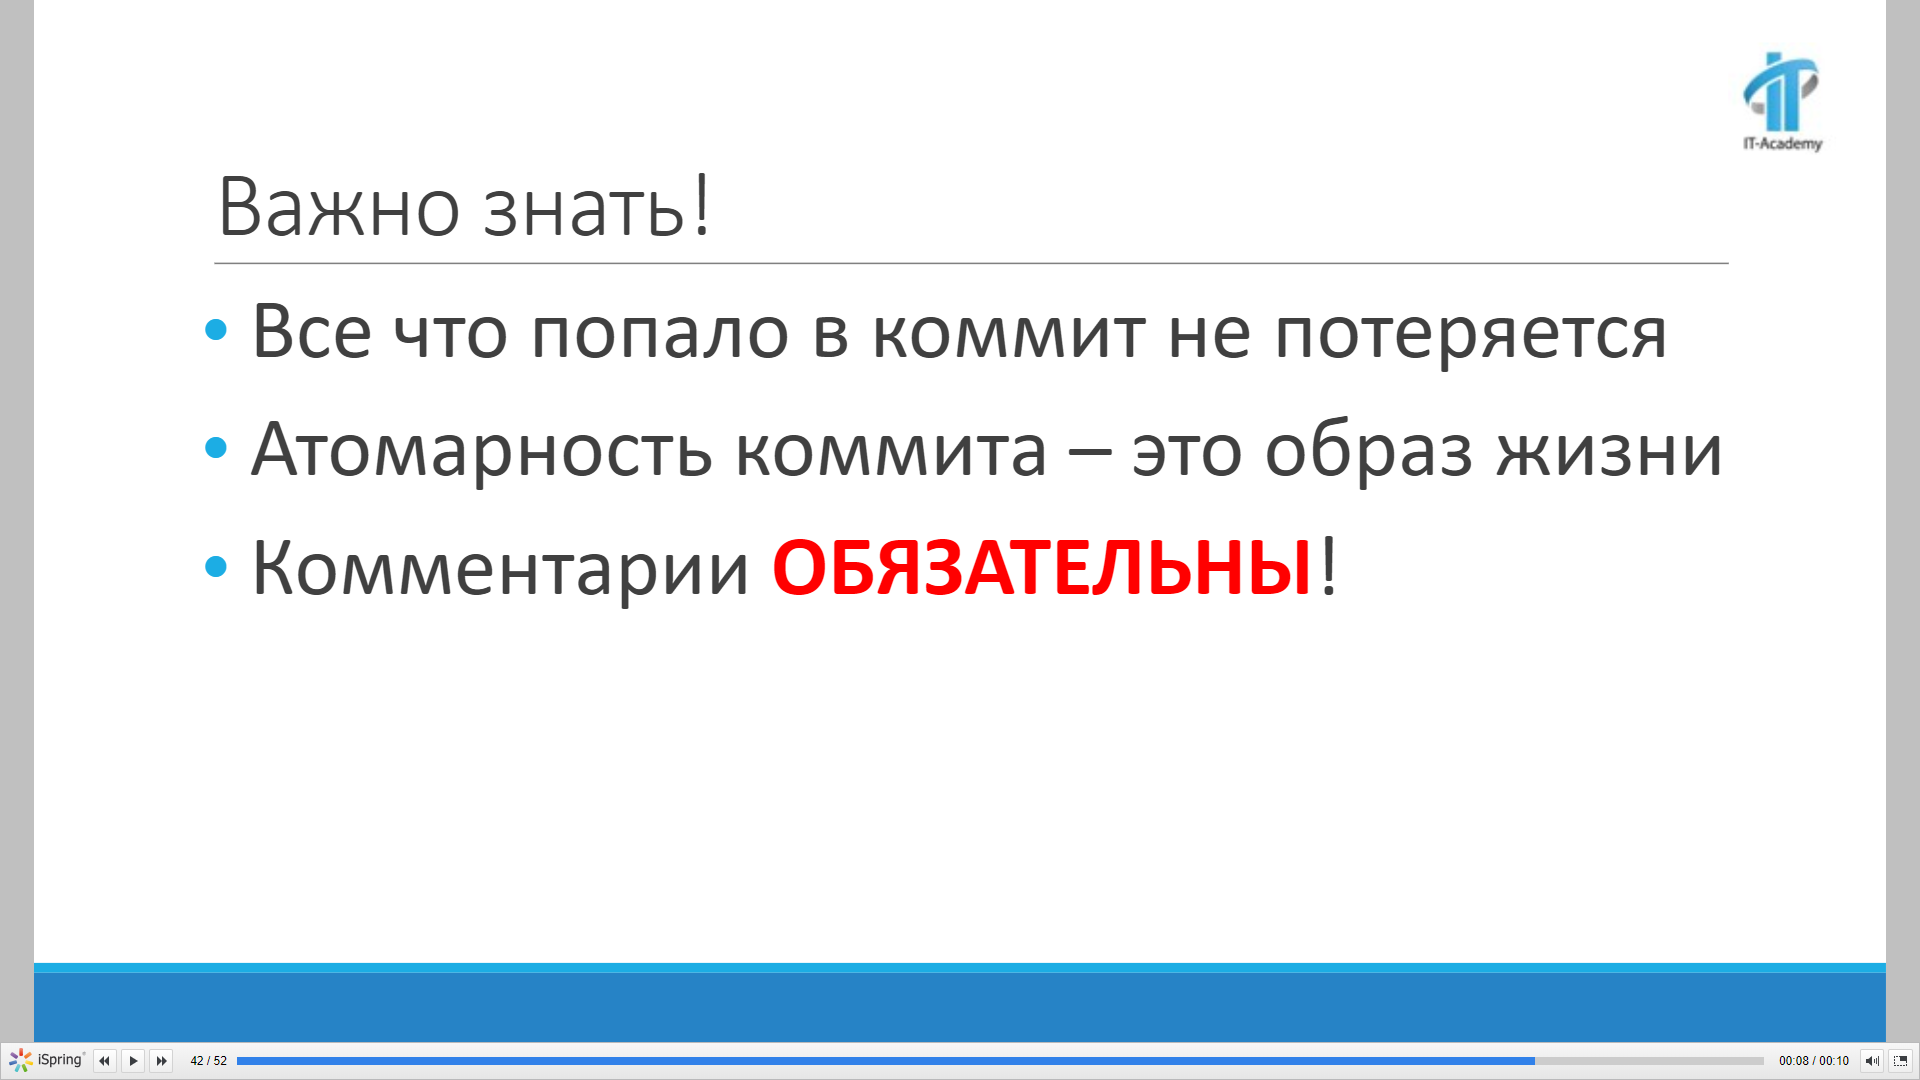 IT-Academy
Важно знать!
• Все что попало в коммит не потеряется
• Атомарность коммита – это образ жизни
• Комментарии ОБЯЗАТЕЛЬНЫ!
iSpring 42 / 52 00:08 / 00:10